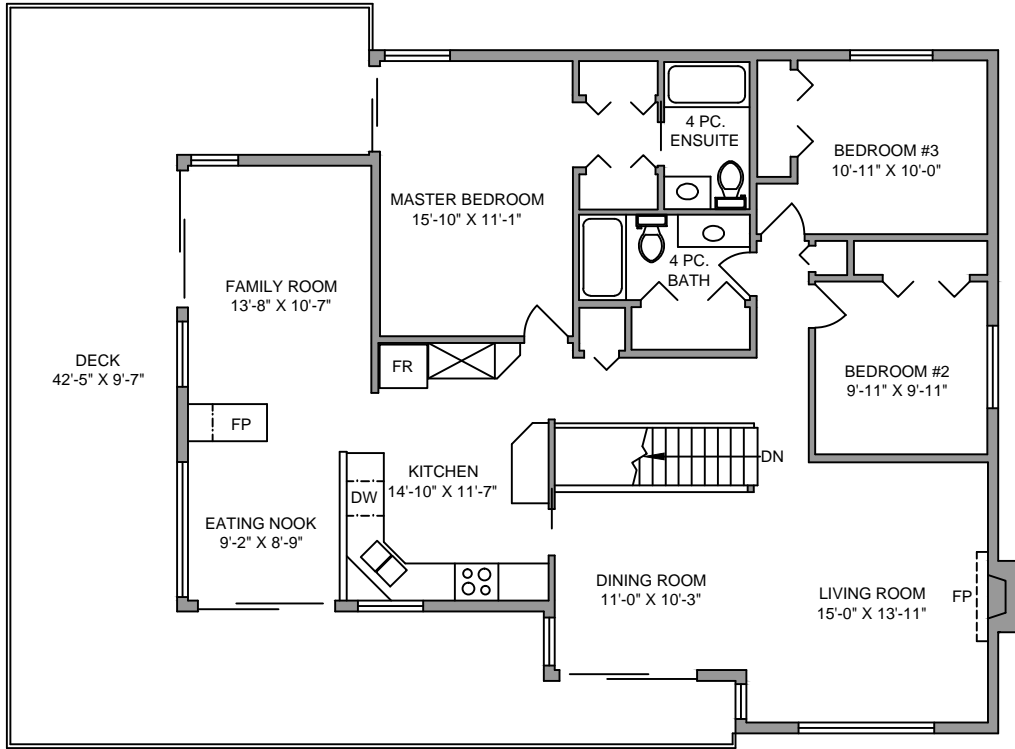 4 PC.
ENSUITE
BEDROOM #3
10'-11" X 10'-0"
MASTER BEDROOM
15'-10" X 11'-1"
4 PC.
BATH
FAMILY ROOM
13'-8" X 10'-7"
DECK
42'-5" X 9'-7"
FR
BEDROOM #2
9'-11" X 9'-11"
FP
DN
KITCHEN
14'-10" X 11'-7"
DW
EATING NOOK
9'-2" X 8'-9"
DINING ROOM
11'-0" X 10'-3"
LIVING ROOM
15'-0" X 13'-11"
FP